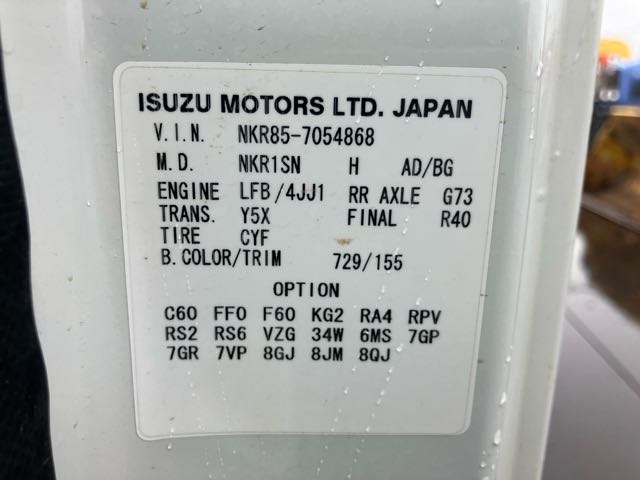 ISUZU MOTORS LTD. JAPAN
V.I.N. NKR85-7054868
M.D. NKR1SN H AD/BG
ENGINE LFB/4JJ1 RR AXLE G73
TRANS. Y5X FINAL R40
TIRE CYF
B.COLOR/TRIM 729/155
OPTION
C60 FF0 F60 KG2 RA4 RPV
RS2 RS6 VZG 34W 6MS 7GP
7GR 7VP 8GJ 8JM 8QJ